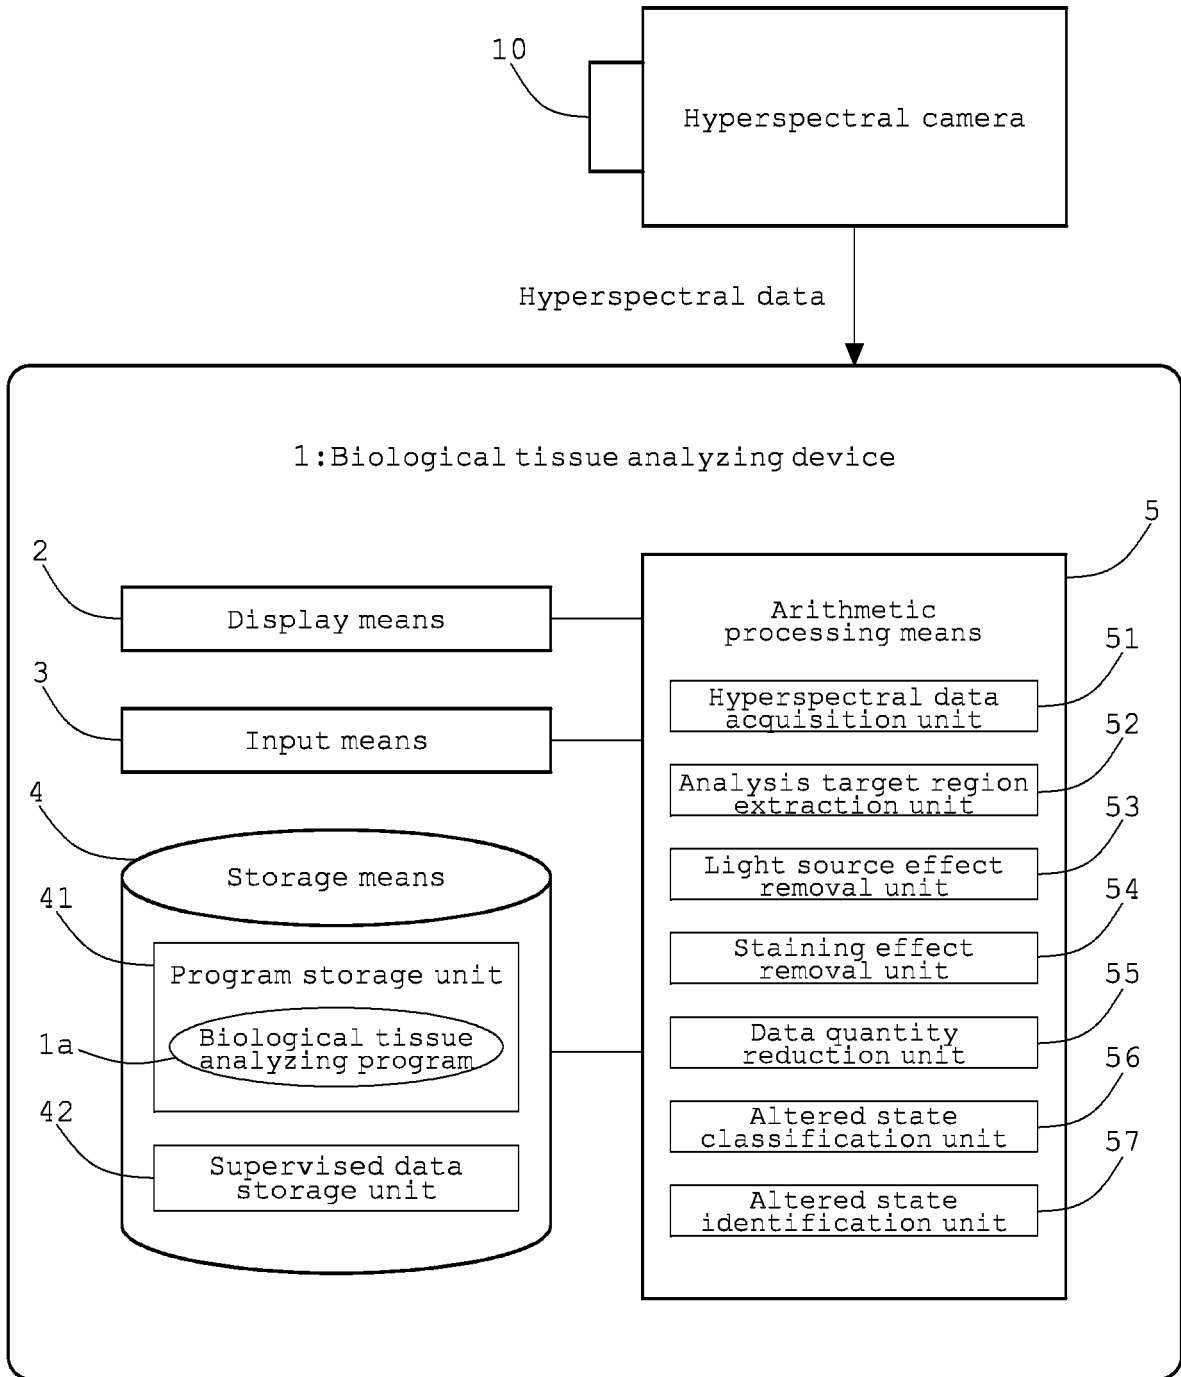 10
Hyperspectral camera
Hyperspectral data
1:Biological tissue analyzing device
2
Display means
3
Input means
4
Storage means
41
Program storage unit
1a
Biological tissue
analyzing program
42
Supervised data
storage unit
5
Arithmetic
processing means
51
Hyperspectral data
acquisition unit
52
Analysis target region
extraction unit
53
Light source effect
removal unit
54
Staining effect
removal unit
55
Data quantity
reduction unit
56
Altered state
classification unit
57
Altered state
identification unit